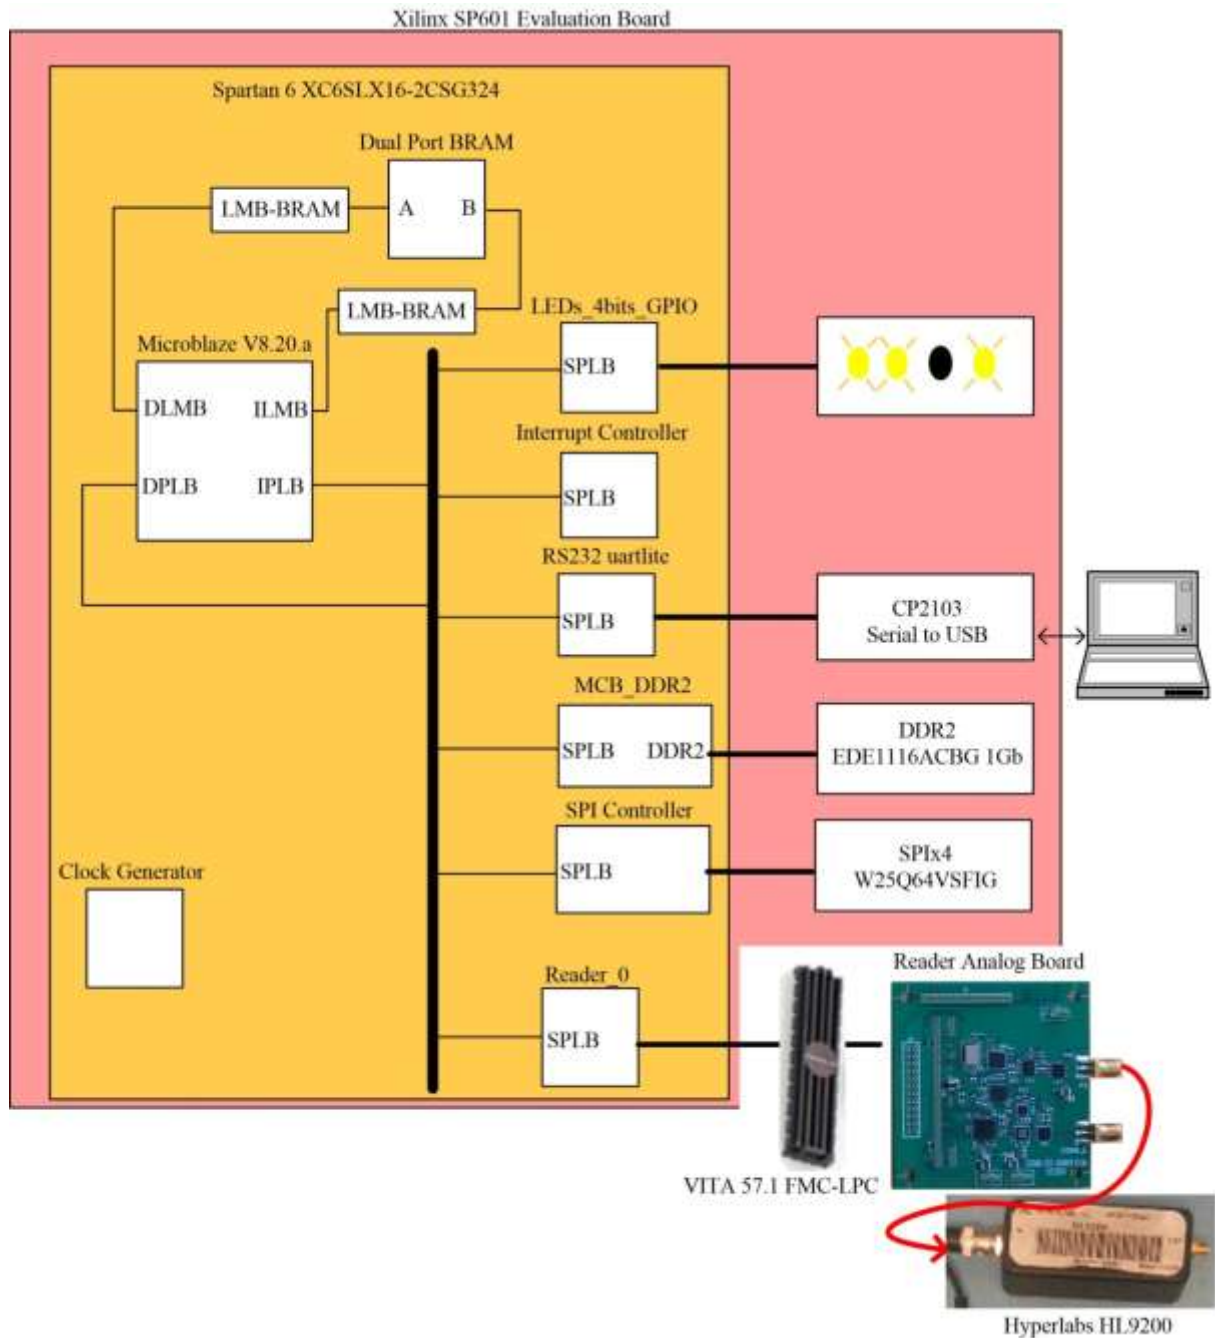 Xilinx SP601 Evaluation Board
Spartan 6 XC6SLX16-2CSG324
Dual Port BRAM
LMB-BRAM
A B
LMB-BRAM
LEDs_4bits_GPIO
SPLB
Microblaze V8.20.a
DLMB ILMB
DPLB IPLB
Interrupt Controller
SPLB
RS232 uartlite
SPLB
CP2103
Serial to USB
MCB_DDR2
SPLB DDR2
DDR2
EDE1116ACBG 1Gb
SPI Controller
SPLB
SPIx4
W25Q64VSFIG
Clock Generator
Reader_0
SPLB
Reader Analog Board
VITA 57.1 FMC-LPC
Hyperlabs HL9200